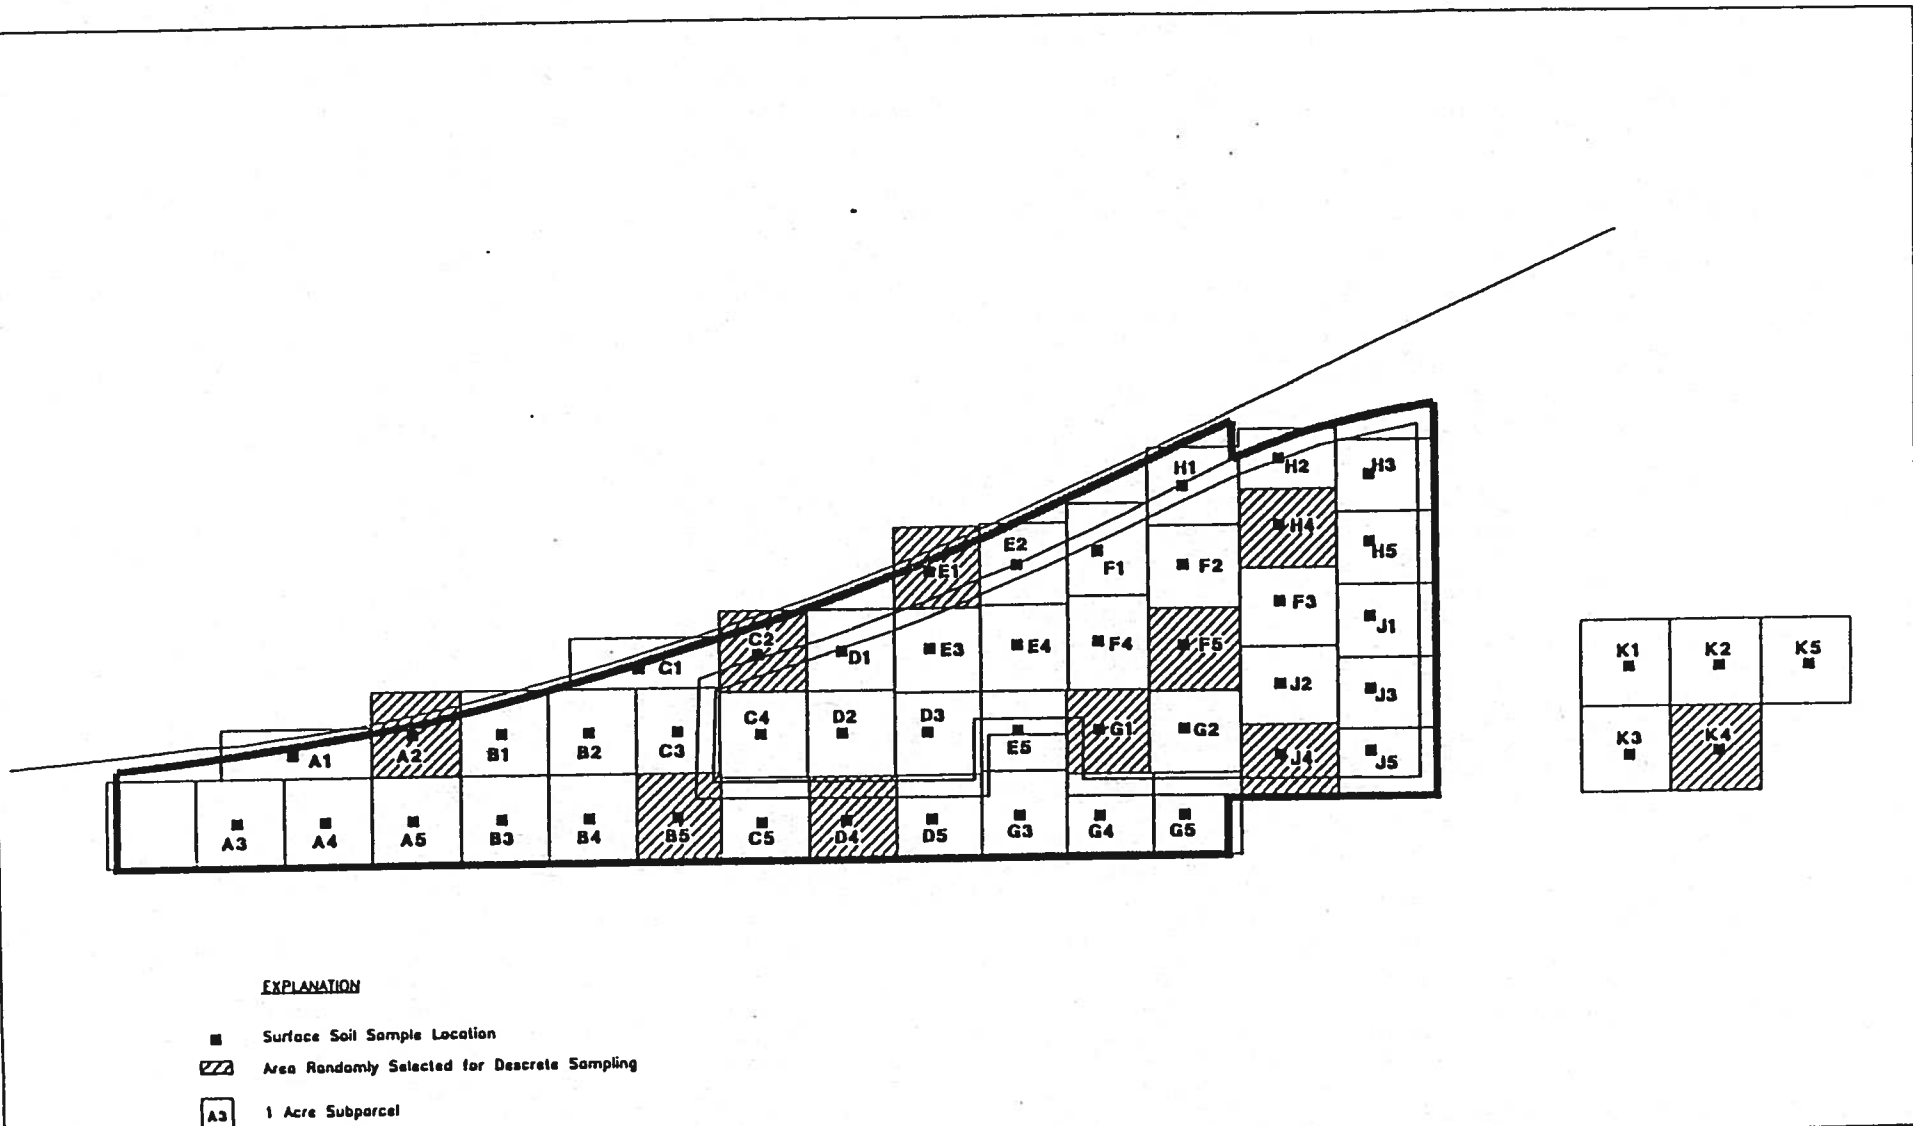 H1
H2
H3
E2
H4
H5
E1
F1
F2
F3
C2
J1
C1
D1
E3
E4
F4
F5
K1
K2
K5
J2
J3
C4
D2
D3
A1
A2
B1
B2
C3
E5
G1
G2
J4
J5
K3
K4
A3
A4
A5
B3
B4
B5
C5
D4
D5
G3
G4
G5
EXPLANATION
Surface Soil Sample Location
Area Randomly Selected for Descrete Sampling
A3 1 Acre Subparcel